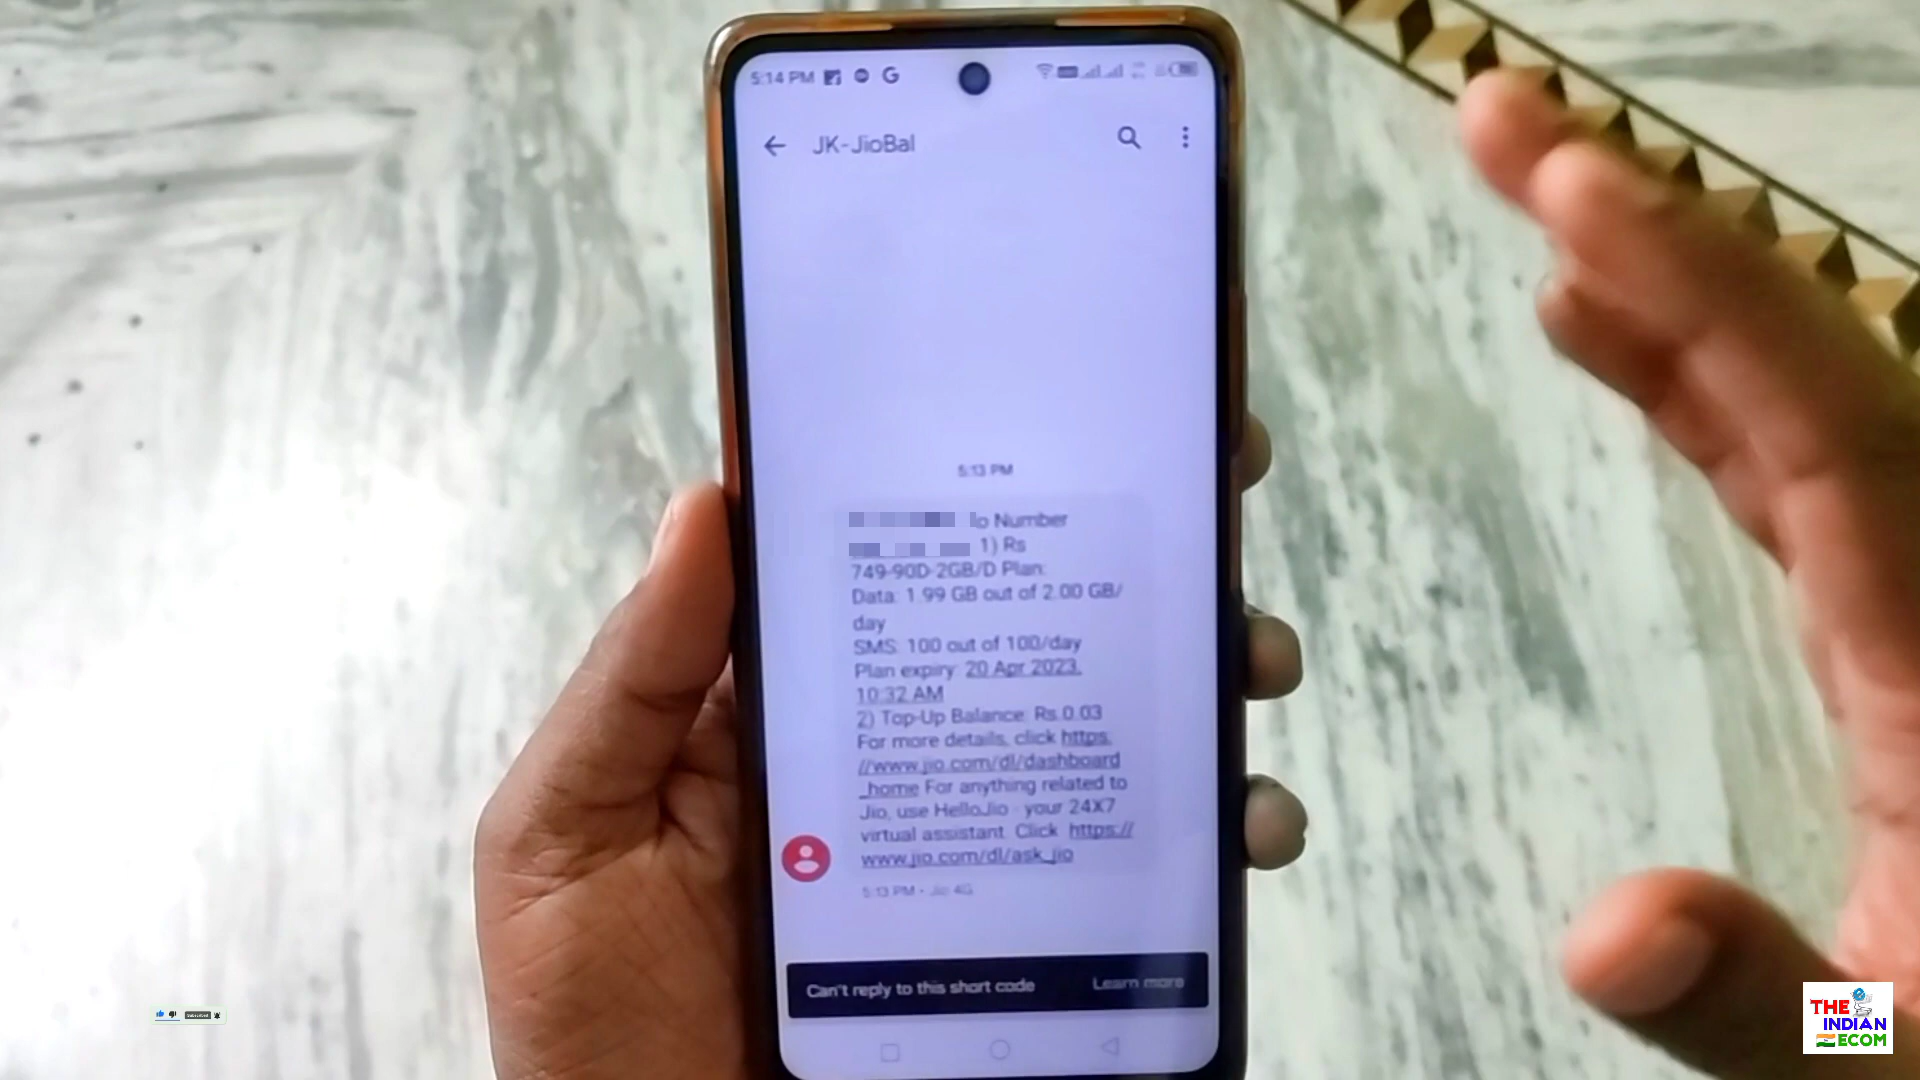 5:14 PM
JK-JioBal
5:13 PM
Number
1) Rs
749-90D-2GB/D Plan:
Data: 1.99 GB out of 2.00 GB/
day
SMS: 100 out of 100/day
Plan expiry: 20 Apr 2023,
10:32 AM
2) Top-Up Balance: Rs.0.03
For more details, click https:
//www.jio.com/dl/dashboard
_home For anything related to
Jio, use HelloJio - your 24X7
virtual assistant. Click https://
www.jio.com/dl/ask_jio
5:13 PM • Jio 4G
Can't reply to this short code Learn more
Subscribed
THE
INDIAN
ECOM